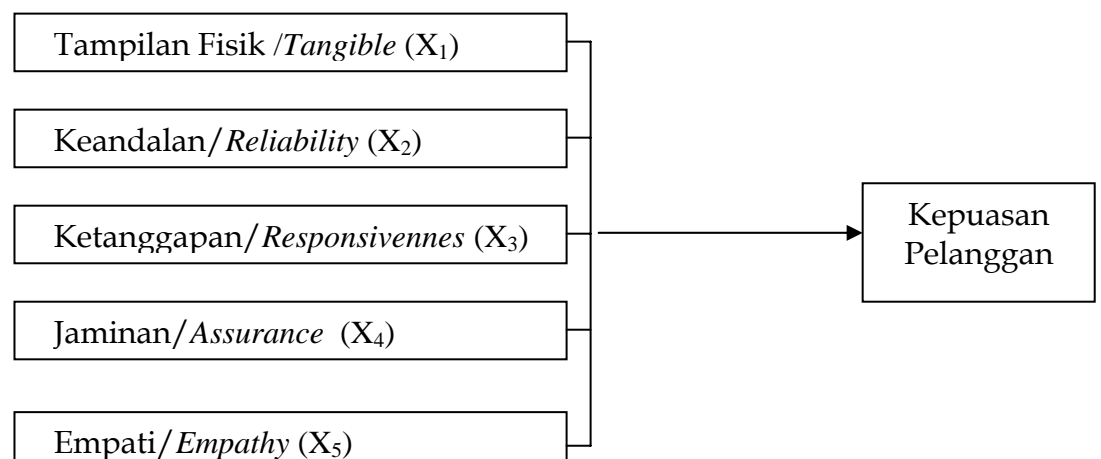 Tampilan Fisik /Tangible (X₁)
Keandalan/Reliability (X₂)
Ketanggapan/Responsivennes (X₃)
Jaminan/Assurance (X₄)
Empati/Empathy (X₅)
Kepuasan
Pelanggan